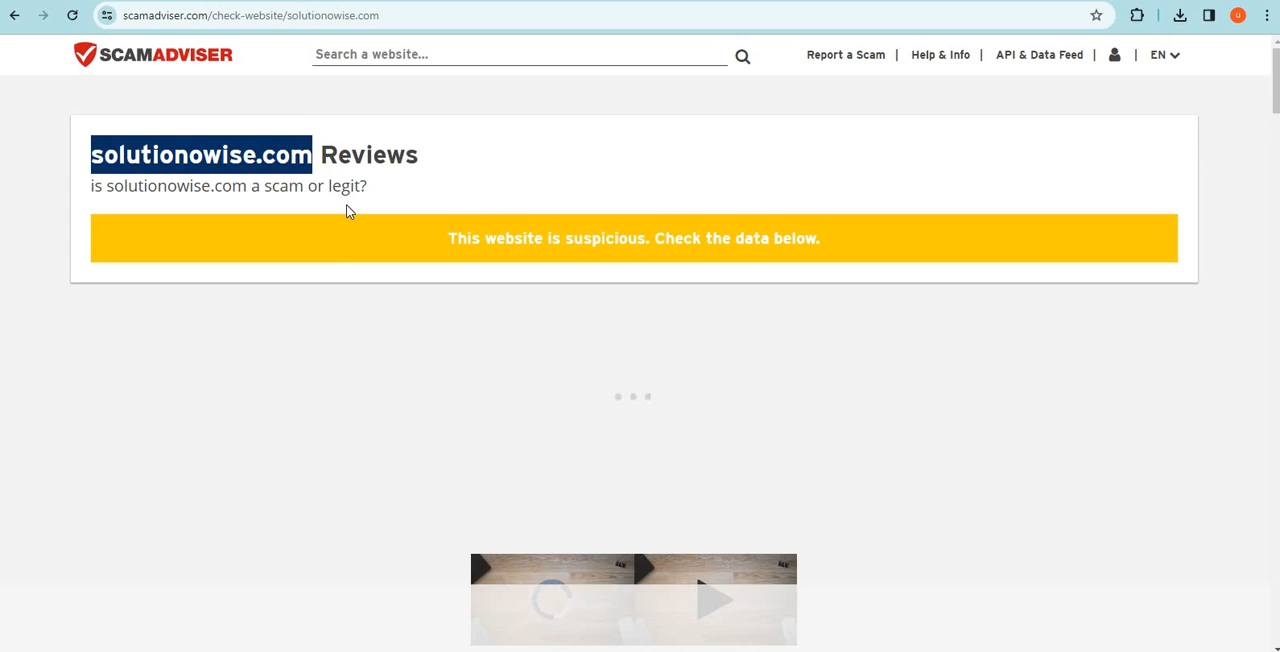 scamadviser.com/check-website/solutionowise.com
u
SCAMADVISER
Search a website...
Report a Scam | Help & Info | API & Data Feed | | EN
solutionowise.com Reviews
is solutionowise.com a scam or legit?
This website is suspicious. Check the data below.